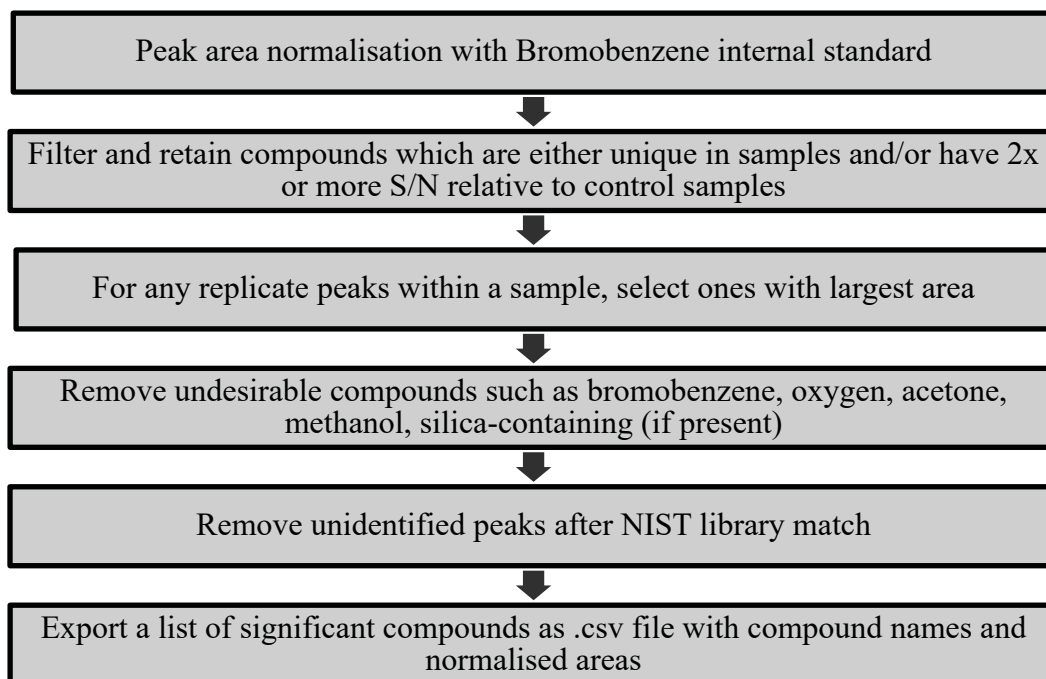 Peak area normalisation with Bromobenzene internal standard
Filter and retain compounds which are either unique in samples and/or have 2x
or more S/N relative to control samples
For any replicate peaks within a sample, select ones with largest area
Remove undesirable compounds such as bromobenzene, oxygen, acetone,
methanol, silica-containing (if present)
Remove unidentified peaks after NIST library match
Export a list of significant compounds as .csv file with compound names and
normalised areas